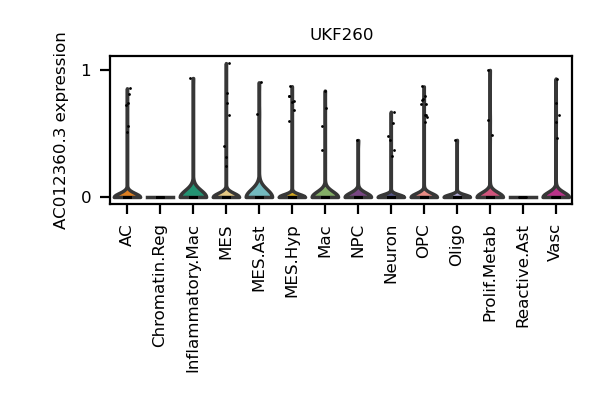 UKF260
AC012360.3 expression
1
0
AC
Chromatin.Reg
Inflammatory.Mac
MES
MES.Ast
MES.Hyp
Mac
NPC
Neuron
OPC
Oligo
Prolif.Metab
Reactive.Ast
Vasc